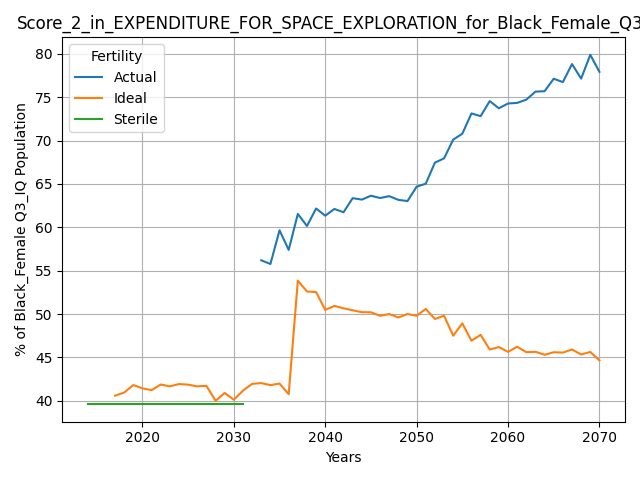 Score_2_in_EXPENDITURE_FOR_SPACE_EXPLORATION_for_Black_Female_Q3
Fertility
Actual
Ideal
Sterile
% of Black_Female Q3_IQ Population
80
75
70
65
60
55
50
45
40
2020 2030 2040 2050 2060 2070
Years